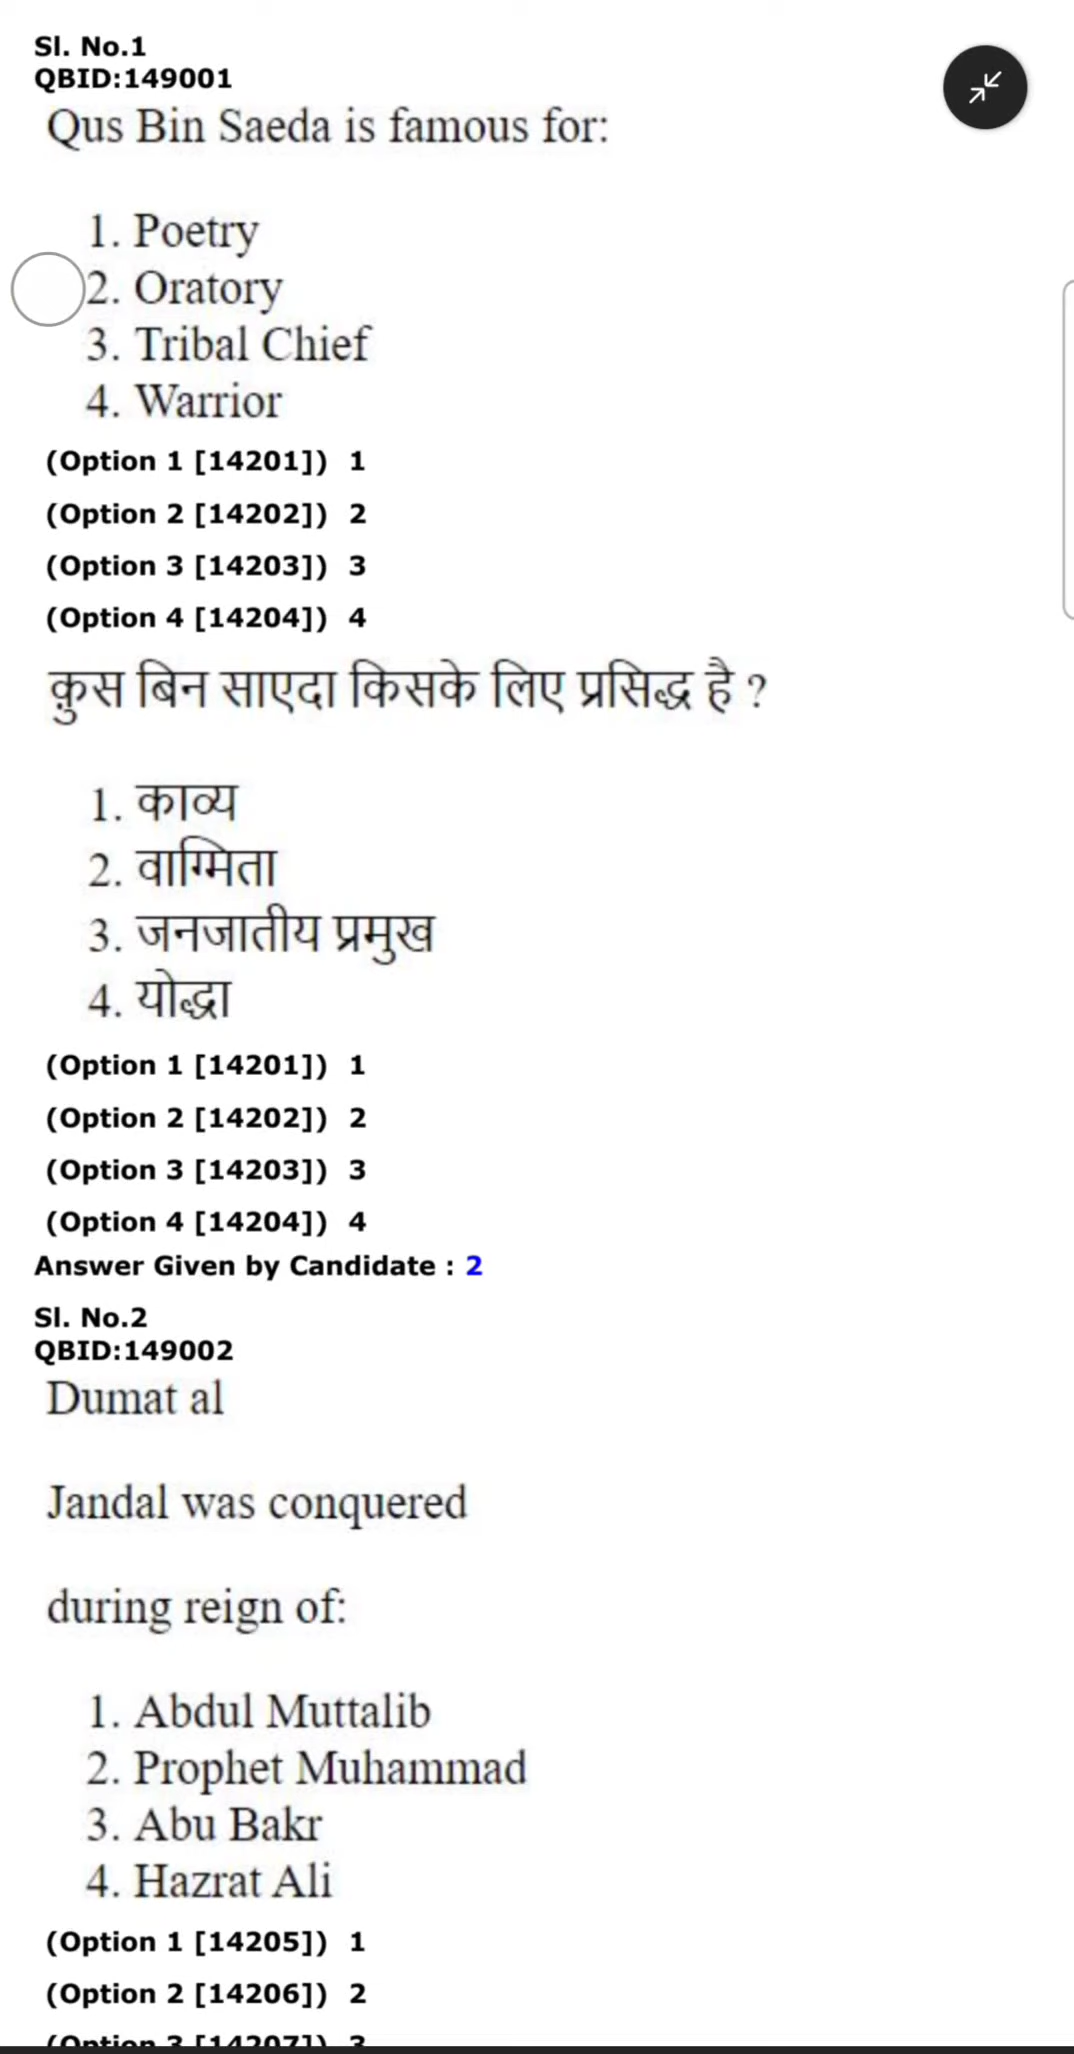 Sl. No.1
QBID:149001
Qus Bin Saeda is famous for:
1. Poetry
2. Oratory
3. Tribal Chief
4. Warrior
(Option 1 [14201]) 1
(Option 2 [14202]) 2
(Option 3 [14203]) 3
(Option 4 [14204]) 4
क़ुस बिन साएदा किसके लिए प्रसिद्ध है ?
1. काव्य
2. वाग्मिता
3. जनजातीय प्रमुख
4. योद्धा
(Option 1 [14201]) 1
(Option 2 [14202]) 2
(Option 3 [14203]) 3
(Option 4 [14204]) 4
Answer Given by Candidate : 2
Sl. No.2
QBID:149002
Dumat al
Jandal was conquered
during reign of:
1. Abdul Muttalib
2. Prophet Muhammad
3. Abu Bakr
4. Hazrat Ali
(Option 1 [14205]) 1
(Option 2 [14206]) 2
(Option 3 [14207]) 3